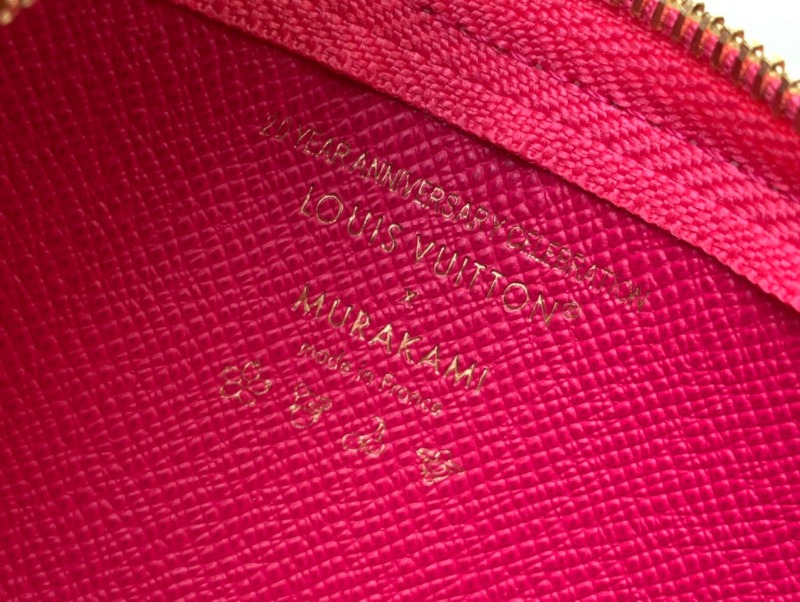 20 YEAR ANNIVERSARY CELEBRATION
LOUIS VUITTON®
x
MURAKAMI
made in France